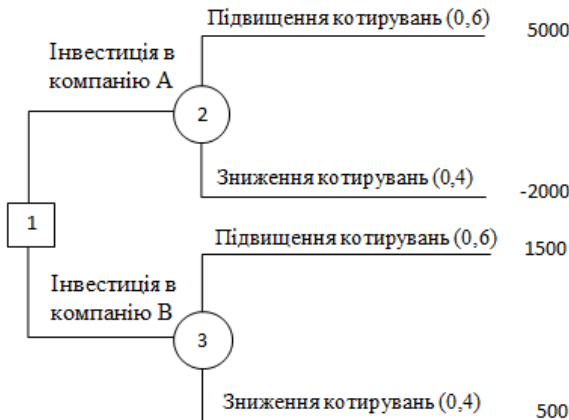 Підвищення котирувань (0,6)
5000
Інвестиція в
компанію А
2
Зниження котирувань (0,4)
-2000
1
Підвищення котирувань (0,6)
1500
Інвестиція в
компанію В
3
Зниження котирувань (0,4)
500